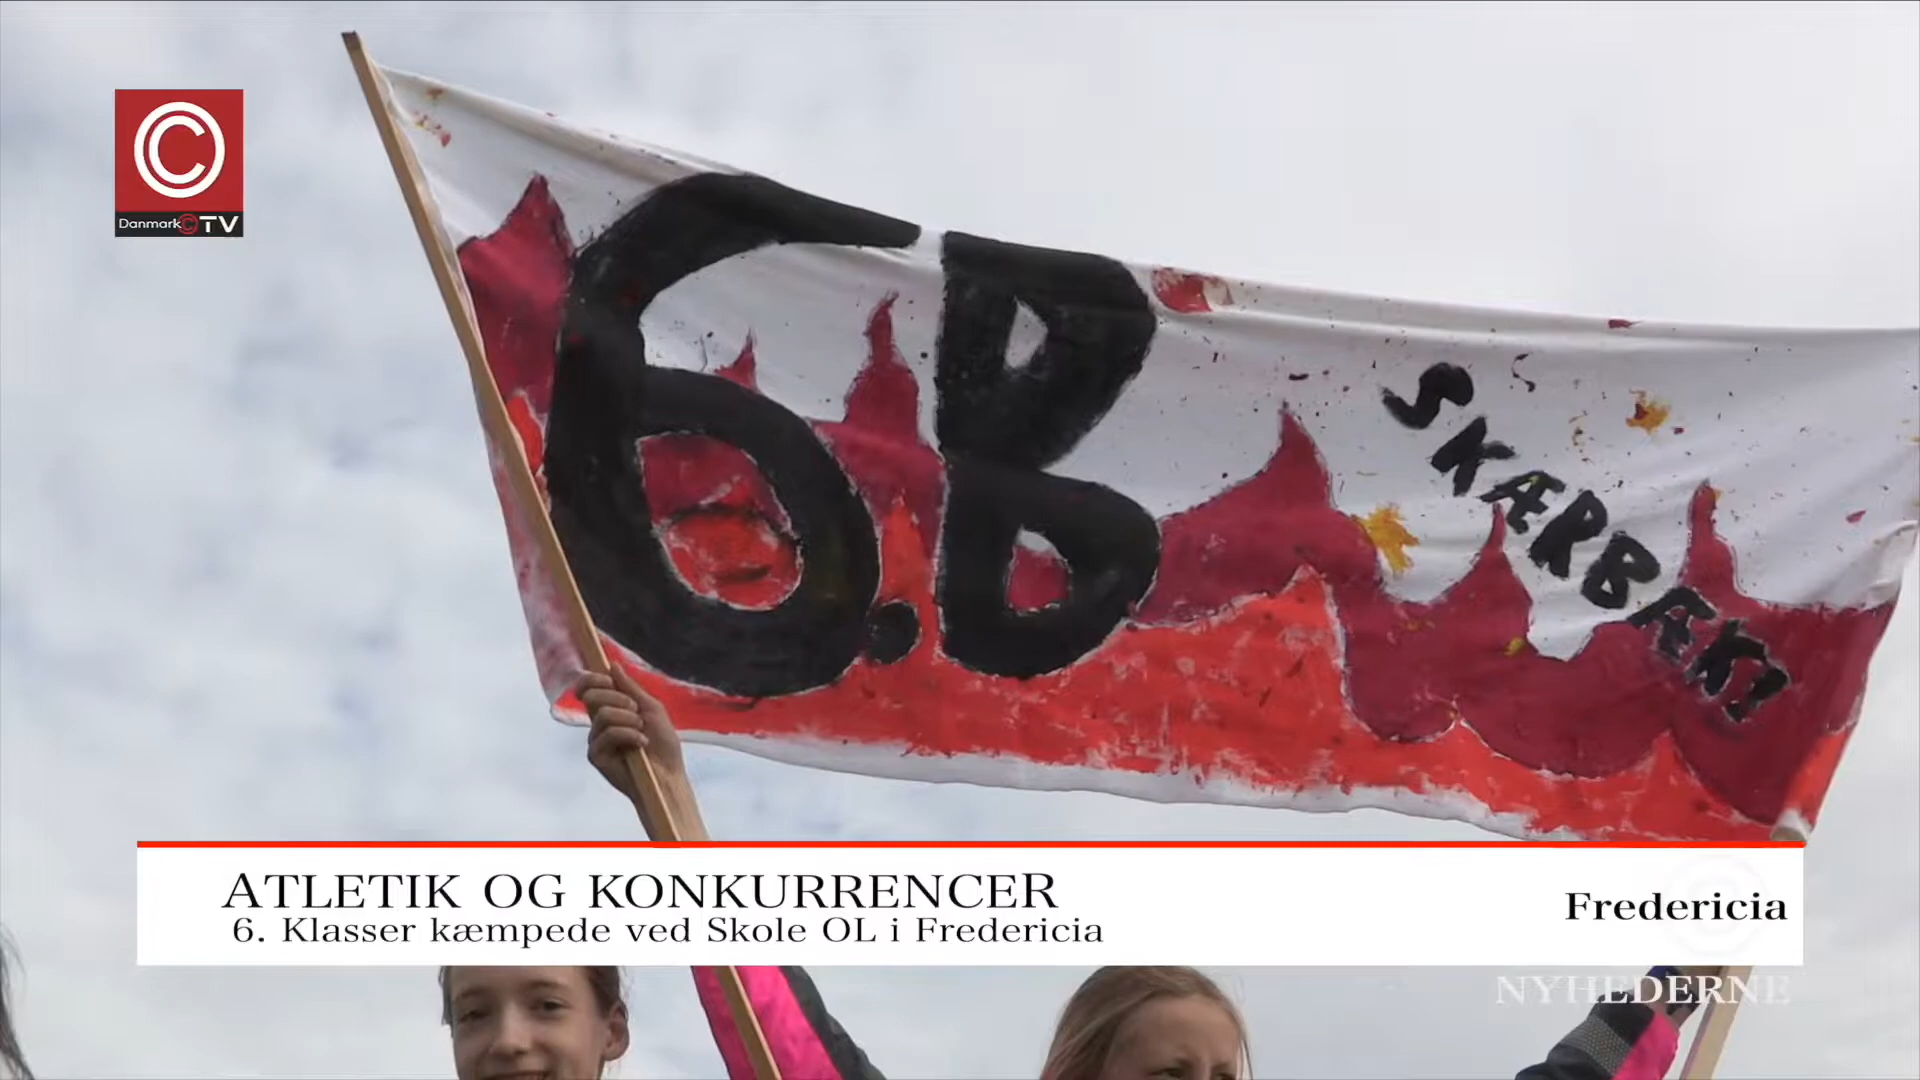 ©
Danmark©TV
6.B
SKÆRBÆK!
ATLETIK OG KONKURRENCER
6. Klasser kæmpede ved Skole OL i Fredericia
Fredericia
NYHEDERNE